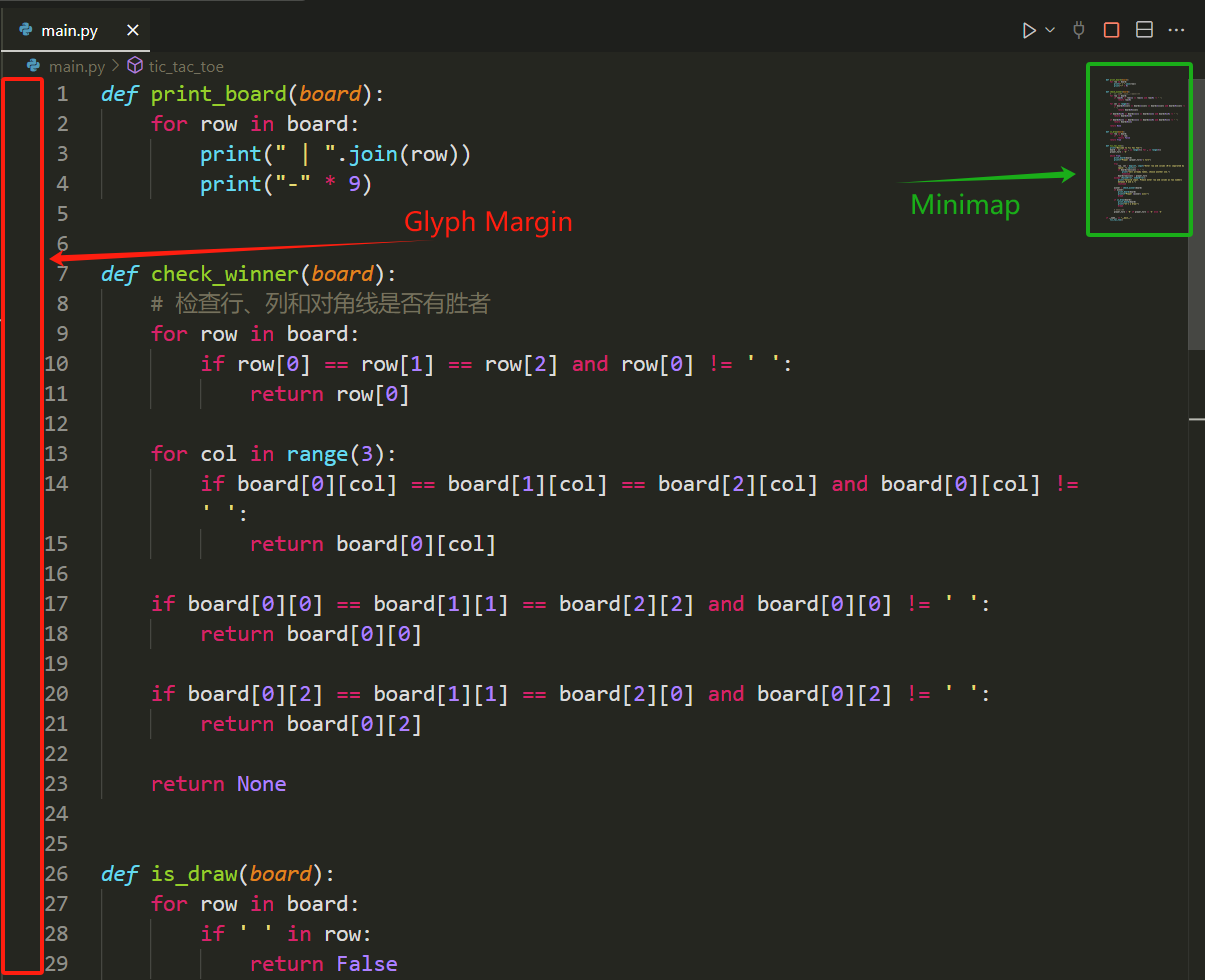 main.py
main.py > tic_tac_toe
1 def print_board(board):
2     for row in board:
3         print(" | ".join(row))
4         print("-" * 9)
5
Glyph Margin
Minimap
6
7 def check_winner(board):
8     # 检查行、列和对角线是否有胜者
9     for row in board:
10         if row[0] == row[1] == row[2] and row[0] != ' ':
11             return row[0]
12
13     for col in range(3):
14         if board[0][col] == board[1][col] == board[2][col] and board[0][col] !=
' ':
15             return board[0][col]
16
17     if board[0][0] == board[1][1] == board[2][2] and board[0][0] != ' ':
18         return board[0][0]
19
20     if board[0][2] == board[1][1] == board[2][0] and board[0][2] != ' ':
21         return board[0][2]
22
23     return None
24
25
26 def is_draw(board):
27     for row in board:
28         if ' ' in row:
29             return False